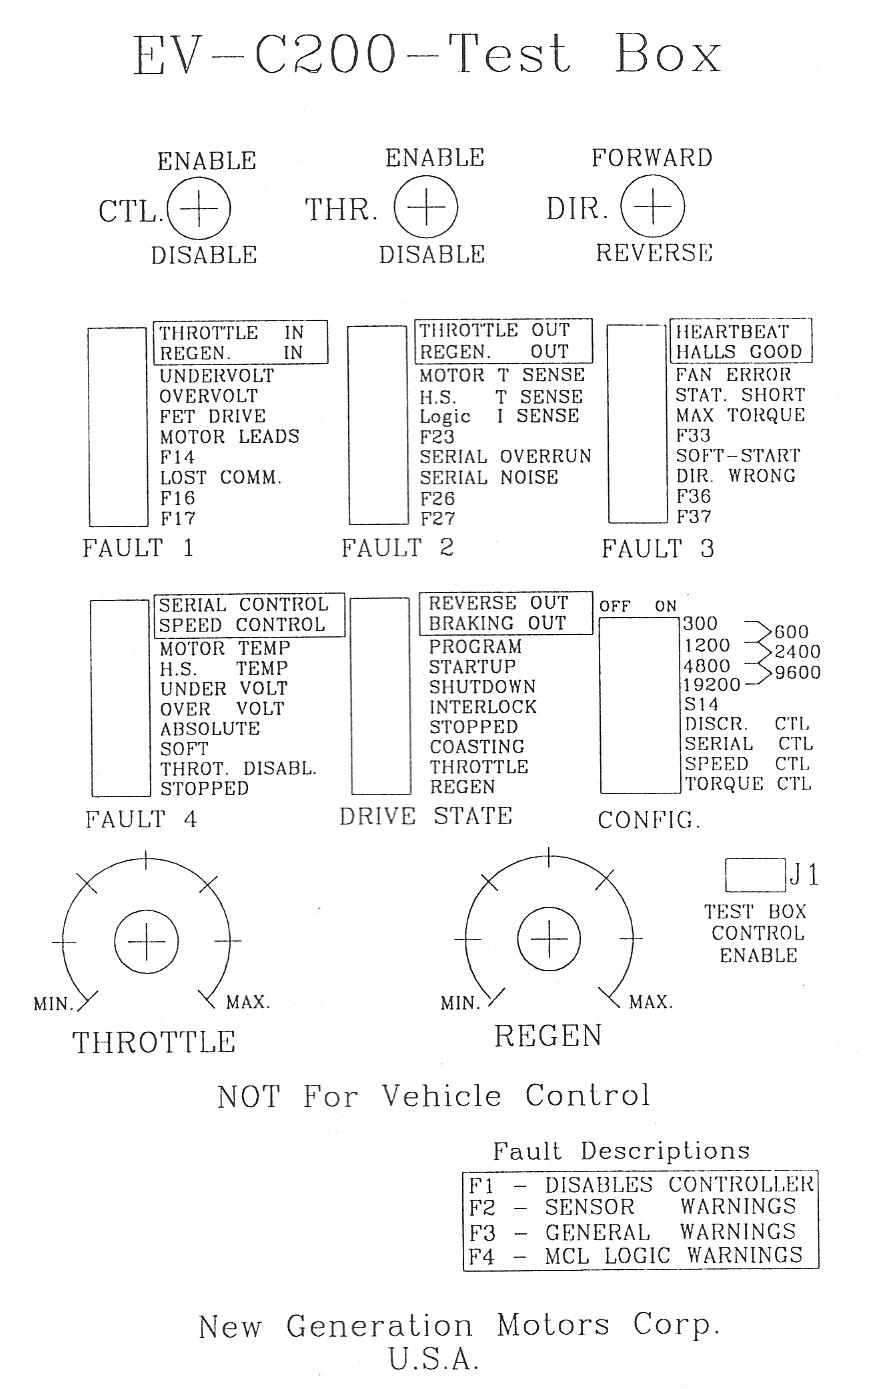 EV-C200-Test Box
ENABLE
CTL.
DISABLE
ENABLE
THR.
DISABLE
FORWARD
DIR.
REVERSE
THROTTLE IN
REGEN. IN
UNDERVOLT
OVERVOLT
FET DRIVE
MOTOR LEADS
F14
LOST COMM.
F16
F17
FAULT 1
THROTTLE OUT
REGEN. OUT
MOTOR T SENSE
H.S. T SENSE
Logic I SENSE
F23
SERIAL OVERRUN
SERIAL NOISE
F26
F27
FAULT 2
HEARTBEAT
HALLS GOOD
FAN ERROR
STAT. SHORT
MAX TORQUE
F33
SOFT-START
DIR. WRONG
F36
F37
FAULT 3
SERIAL CONTROL
SPEED CONTROL
MOTOR TEMP
H.S. TEMP
UNDER VOLT
OVER VOLT
ABSOLUTE
SOFT
THROT. DISABL.
STOPPED
FAULT 4
REVERSE OUT
BRAKING OUT
PROGRAM
STARTUP
SHUTDOWN
INTERLOCK
STOPPED
COASTING
THROTTLE
REGEN
DRIVE STATE
OFF ON
300
1200
4800
19200
600
2400
9600
S14
DISCR. CTL
SERIAL CTL
SPEED CTL
TORQUE CTL
CONFIG.
MIN.
MAX.
THROTTLE
MIN.
MAX.
REGEN
J1
TEST BOX
CONTROL
ENABLE
NOT For Vehicle Control
Fault Descriptions
F1 - DISABLES CONTROLLER
F2 - SENSOR WARNINGS
F3 - GENERAL WARNINGS
F4 - MCL LOGIC WARNINGS
New Generation Motors Corp.
U.S.A.